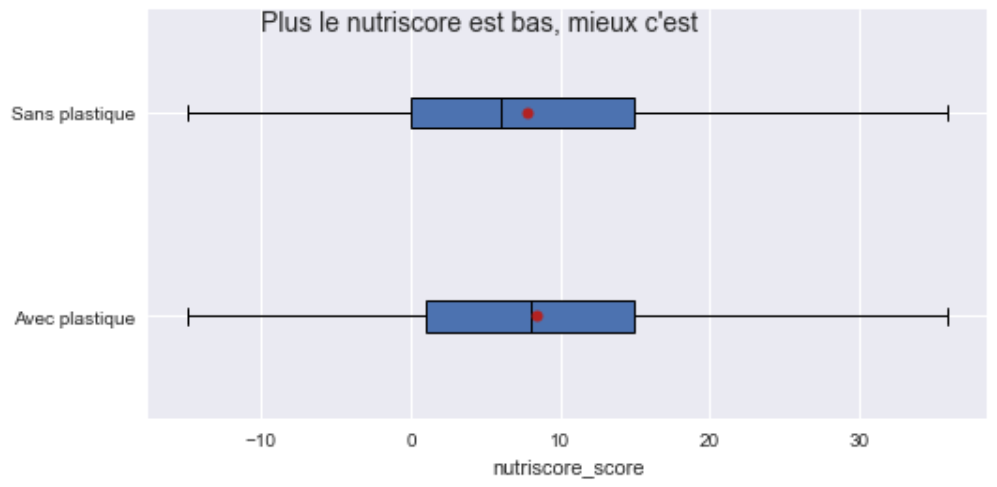 Plus le nutriscore est bas, mieux c'est
Sans plastique
Avec plastique
−10 0 10 20 30
nutriscore_score